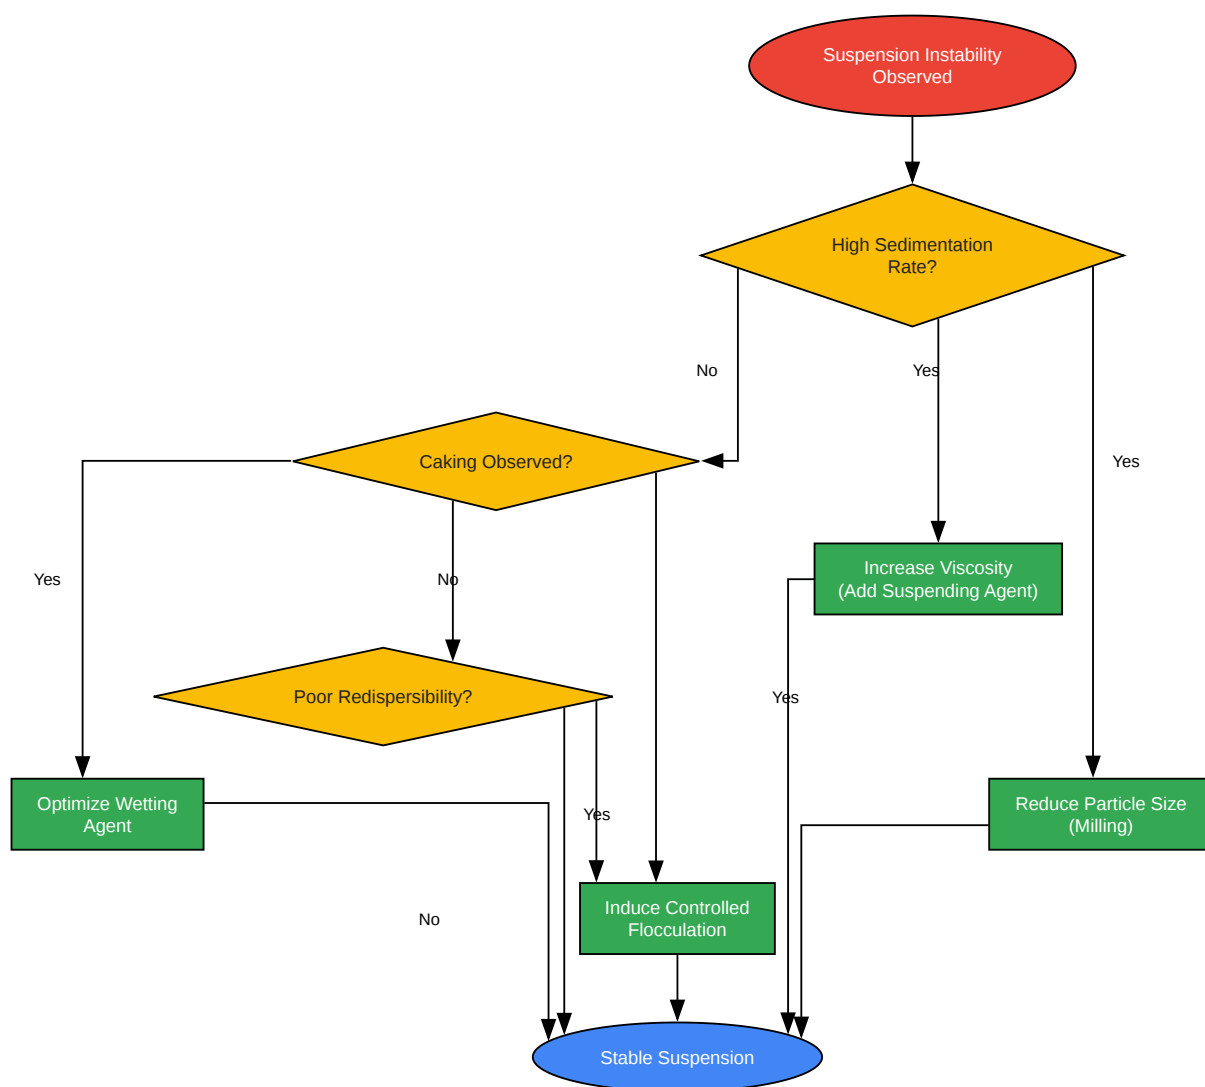 Suspension Instability
Observed
High Sedimentation
Rate?
No
Yes
Yes
Caking Observed?
Yes
No
Increase Viscosity
(Add Suspending Agent)
Poor Redispersibility?
Yes
Optimize Wetting
Agent
Yes
Reduce Particle Size
(Milling)
No
Induce Controlled
Flocculation
Stable Suspension